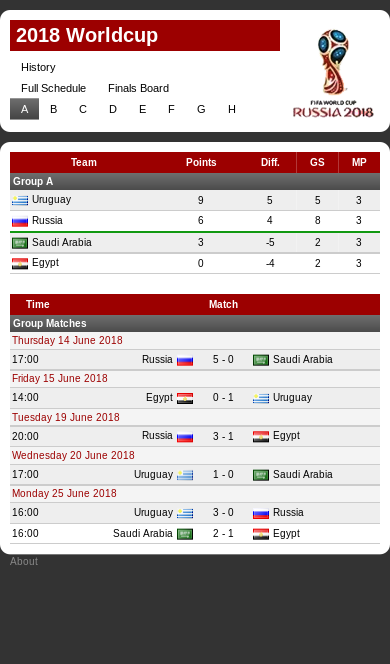 2018 Worldcup
History
Full Schedule Finals Board
A B C D E F G H
FIFA WORLD CUP
RUSSIA 2018
Team Points Diff. GS MP
Group A
Uruguay 9 5 5 3
Russia 6 4 8 3
Saudi Arabia 3 -5 2 3
Egypt 0 -4 2 3
Time Match
Group Matches
Thursday 14 June 2018
17:00 Russia 5 - 0 Saudi Arabia
Friday 15 June 2018
14:00 Egypt 0 - 1 Uruguay
Tuesday 19 June 2018
20:00 Russia 3 - 1 Egypt
Wednesday 20 June 2018
17:00 Uruguay 1 - 0 Saudi Arabia
Monday 25 June 2018
16:00 Uruguay 3 - 0 Russia
16:00 Saudi Arabia 2 - 1 Egypt
About